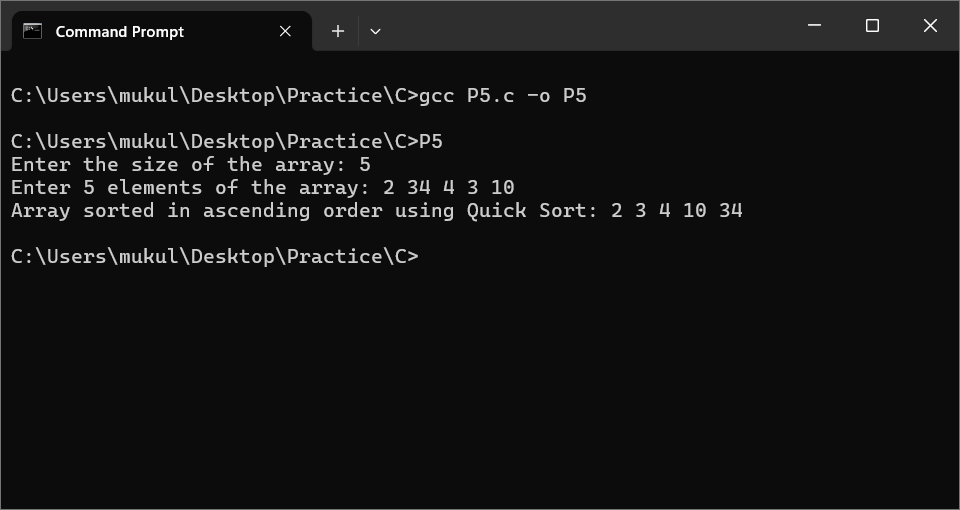 Command Prompt
C:\Users\mukul\Desktop\Practice\C>gcc P5.c -o P5
C:\Users\mukul\Desktop\Practice\C>P5
Enter the size of the array: 5
Enter 5 elements of the array: 2 34 4 3 10
Array sorted in ascending order using Quick Sort: 2 3 4 10 34
C:\Users\mukul\Desktop\Practice\C>